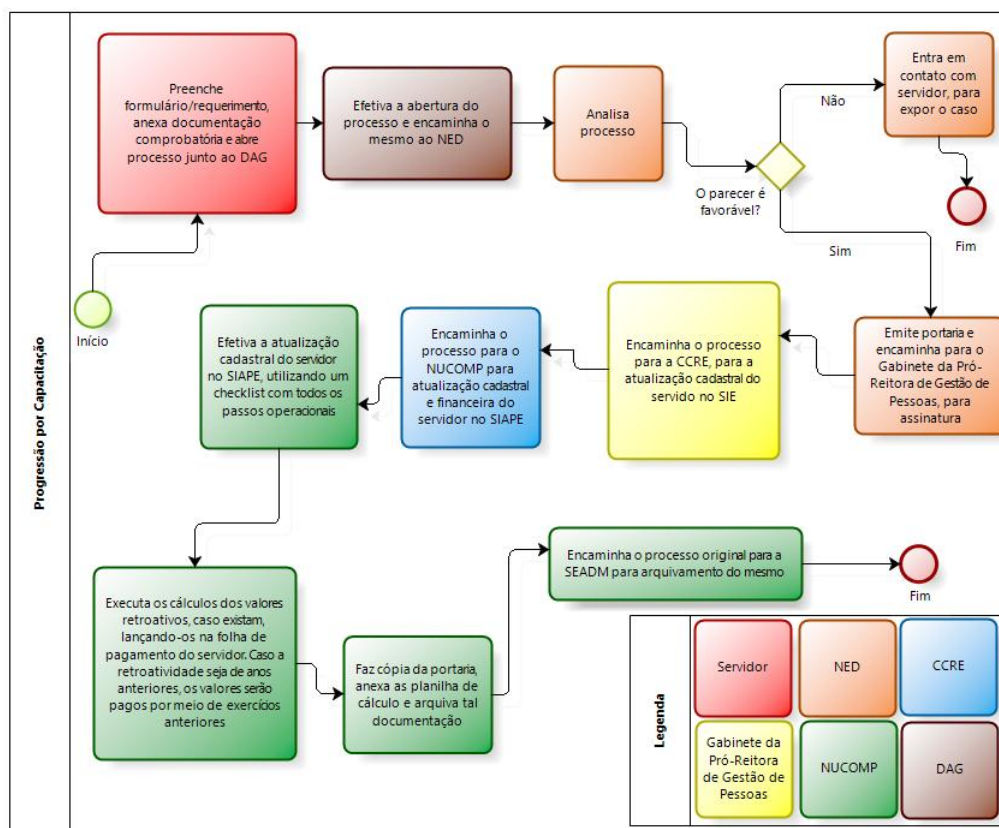 Progressão por Capacitação
Preenche
formulário/requerimento,
anexa documentação
comprobatória e abre
processo junto ao DAG
Efetiva a abertura do
processo e encaminha o
mesmo ao NED
Analisa
processo
O parecer é
favorável?
Não
Entra em
contato com
servidor, para
expor o caso
Fim
Sim
Início
Emite portaria e
encaminha para o
Gabinete da Pró-
Reitora de Gestão de
Pessoas, para
assinatura
Encaminha o processo
para a CCRE, para a
atualização cadastral do
servido no SIE
Encaminha o
processo para o
NUCOMP para
atualização cadastral
e financeira do
servidor no SIAPE
Efetiva a atualização
cadastral do servidor
no SIAPE, utilizando um
checklist com todos os
passos operacionais
Executa os cálculos dos valores
retroativos, caso existam,
lançando-os na folha de
pagamento do servidor. Caso a
retroatividade seja de anos
anteriores, os valores serão
pagos por meio de exercícios
anteriores
Faz cópia da portaria,
anexa as planilha de
cálculo e arquiva tal
documentação
Encaminha o processo original para a
SEADM para arquivamento do mesmo
Fim
Legenda
Servidor
NED
CCRE
Gabinete da
Pró-Reitora
de Gestão de
Pessoas
NUCOMP
DAG